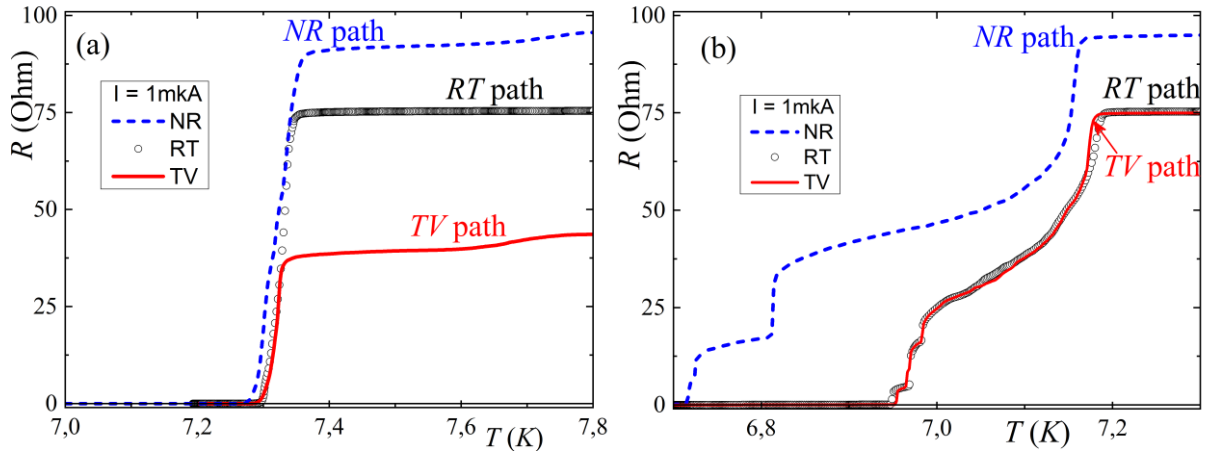 (a)
R (Ohm)
100
75
50
25
0
NR path
RT path
TV path
I = 1mkA
NR
RT
TV
7,0
7,2
7,4
7,6
7,8
T (K)
(b)
R (Ohm)
100
75
50
25
0
NR path
RT path
TV path
I = 1mkA
NR
RT
TV
6,8
7,0
7,2
T (K)